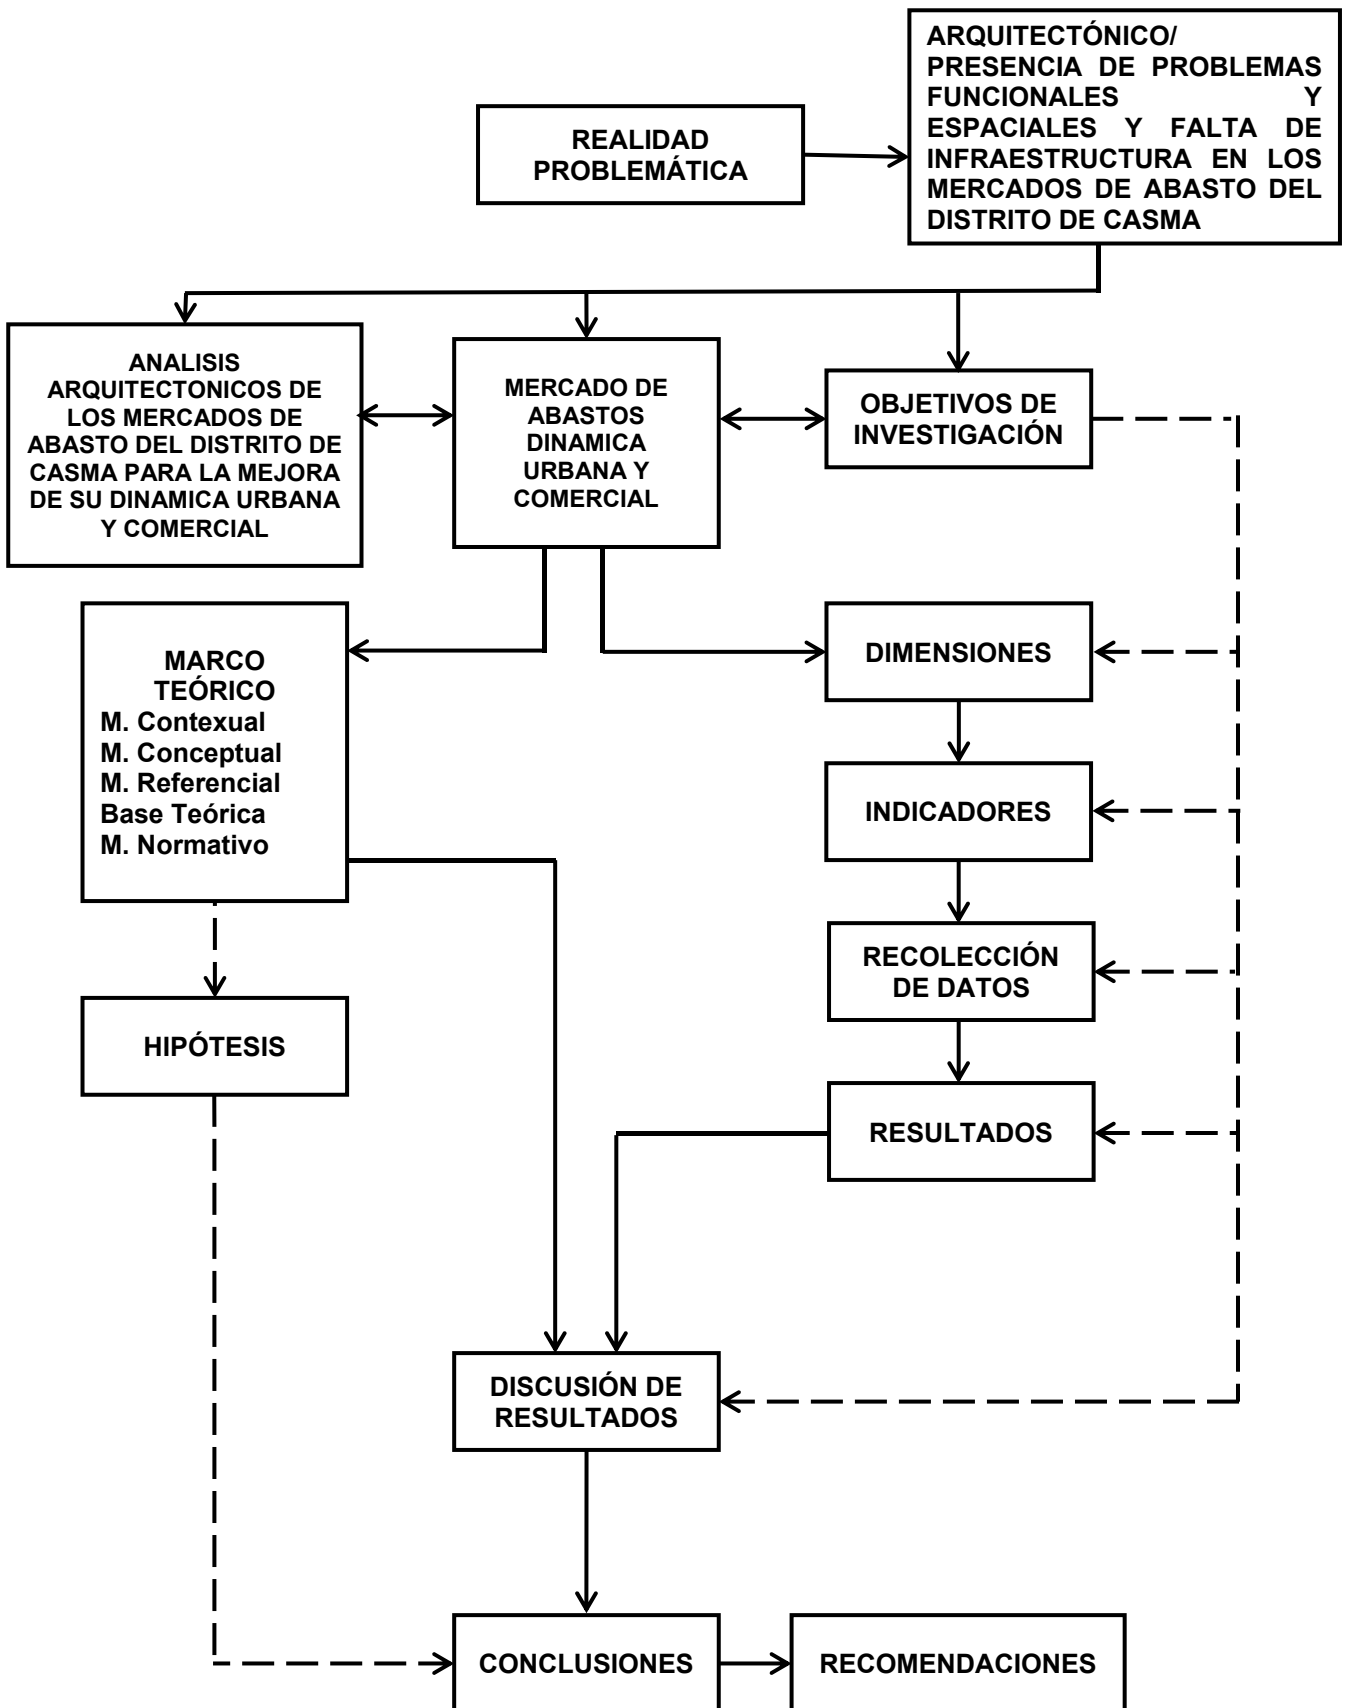 REALIDAD
PROBLEMÁTICA
ARQUITECTÓNICO/
PRESENCIA DE PROBLEMAS
FUNCIONALES Y
ESPACIALES Y FALTA DE
INFRAESTRUCTURA EN LOS
MERCADOS DE ABASTO DEL
DISTRITO DE CASMA
ANALISIS
ARQUITECTONICOS DE
LOS MERCADOS DE
ABASTO DEL DISTRITO DE
CASMA PARA LA MEJORA
DE SU DINAMICA URBANA
Y COMERCIAL
MERCADO DE
ABASTOS
DINAMICA
URBANA Y
COMERCIAL
OBJETIVOS DE
INVESTIGACIÓN
MARCO
TEÓRICO
M. Contexual
M. Conceptual
M. Referencial
Base Teórica
M. Normativo
DIMENSIONES
INDICADORES
RECOLECCIÓN
DE DATOS
HIPÓTESIS
RESULTADOS
DISCUSIÓN DE
RESULTADOS
CONCLUSIONES
RECOMENDACIONES